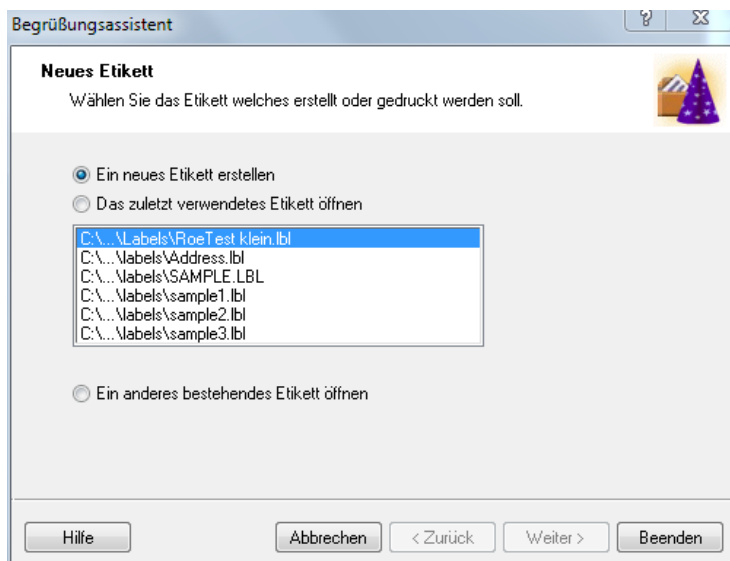 Begrüßungsassistent
Neues Etikett
Wählen Sie das Etikett welches erstellt oder gedruckt werden soll.
Ein neues Etikett erstellen
Das zuletzt verwendetes Etikett öffnen
C:\...\Labels\RoeTest klein.lbl
C:\...\labels\Address.lbl
C:\...\labels\SAMPLE.LBL
C:\...\labels\sample1.lbl
C:\...\labels\sample2.lbl
C:\...\labels\sample3.lbl
Ein anderes bestehendes Etikett öffnen
Hilfe Abbrechen < Zurück Weiter > Beenden